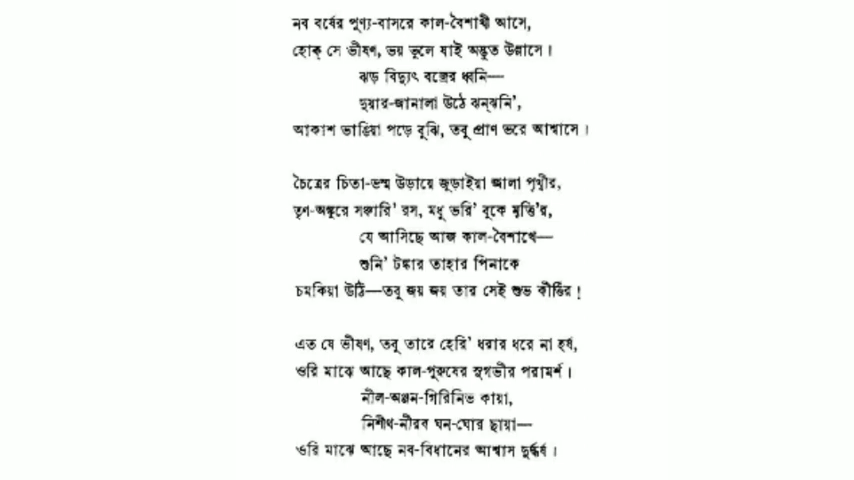 নব বর্ষের পুণ্য-বাসরে কাল-বৈশাখী আসে,
হোক্ সে ভীষণ, ভয় ভুলে যাই অদ্ভুত উল্লাসে।
ঝড় বিদ্যুৎ বজ্রের ধ্বনি—
দুয়ার-জানালা উঠে ঝন্‌ঝনি’,
আকাশ ভাঙিয়া পড়ে বুঝি, তবু প্রাণ ভরে আশ্বাসে।
চৈত্রের চিতা-ভস্ম উড়ায়ে জুড়াইয়া জ্বালা পৃথ্বীর,
তৃণ-অঙ্কুরে সঞ্চারি’ রস, মধু ভরি’ বুকে মৃত্তি’র,
যে আসিছে আজ কাল-বৈশাখে—
শুনি’ টঙ্কার তাহার পিনাকে
চমকিয়া উঠি—তবু জয় জয় তার সেই শুভ কীর্ত্তির!
এত যে ভীষণ, তবু তারে হেরি’ ধরার ধরে না হর্ষ,
ওরি মাঝে আছে কাল-পুরুষের সুগভীর পরামর্শ।
নীল-অঞ্জন-গিরিনিভ কায়া,
নিশীথ-নীরব ঘন-ঘোর ছায়া—
ওরি মাঝে আছে নব-বিধানের আশ্বাস দুর্দ্ধর্ষ।